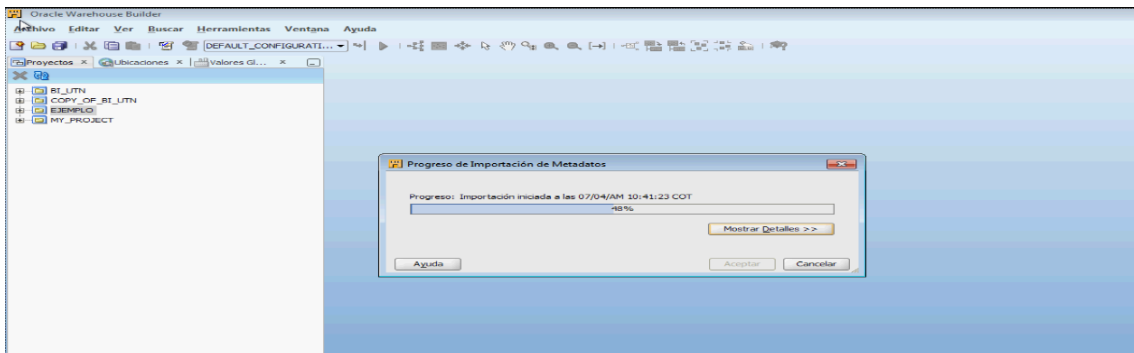 Oracle Warehouse Builder
Archivo Editar Ver Buscar Herramientas Ventana Ayuda
DEFAULT_CONFIGURATI...
Proyectos Ubicaciones Valores Gl...
BI_UTN
COPY_OF_BI_UTN
EJEMPLO
MY_PROJECT
Progreso de Importación de Metadatos
Progreso: Importación iniciada a las 07/04/AM 10:41:23 COT
48%
Mostrar Detalles >>
Ayuda Aceptar Cancelar